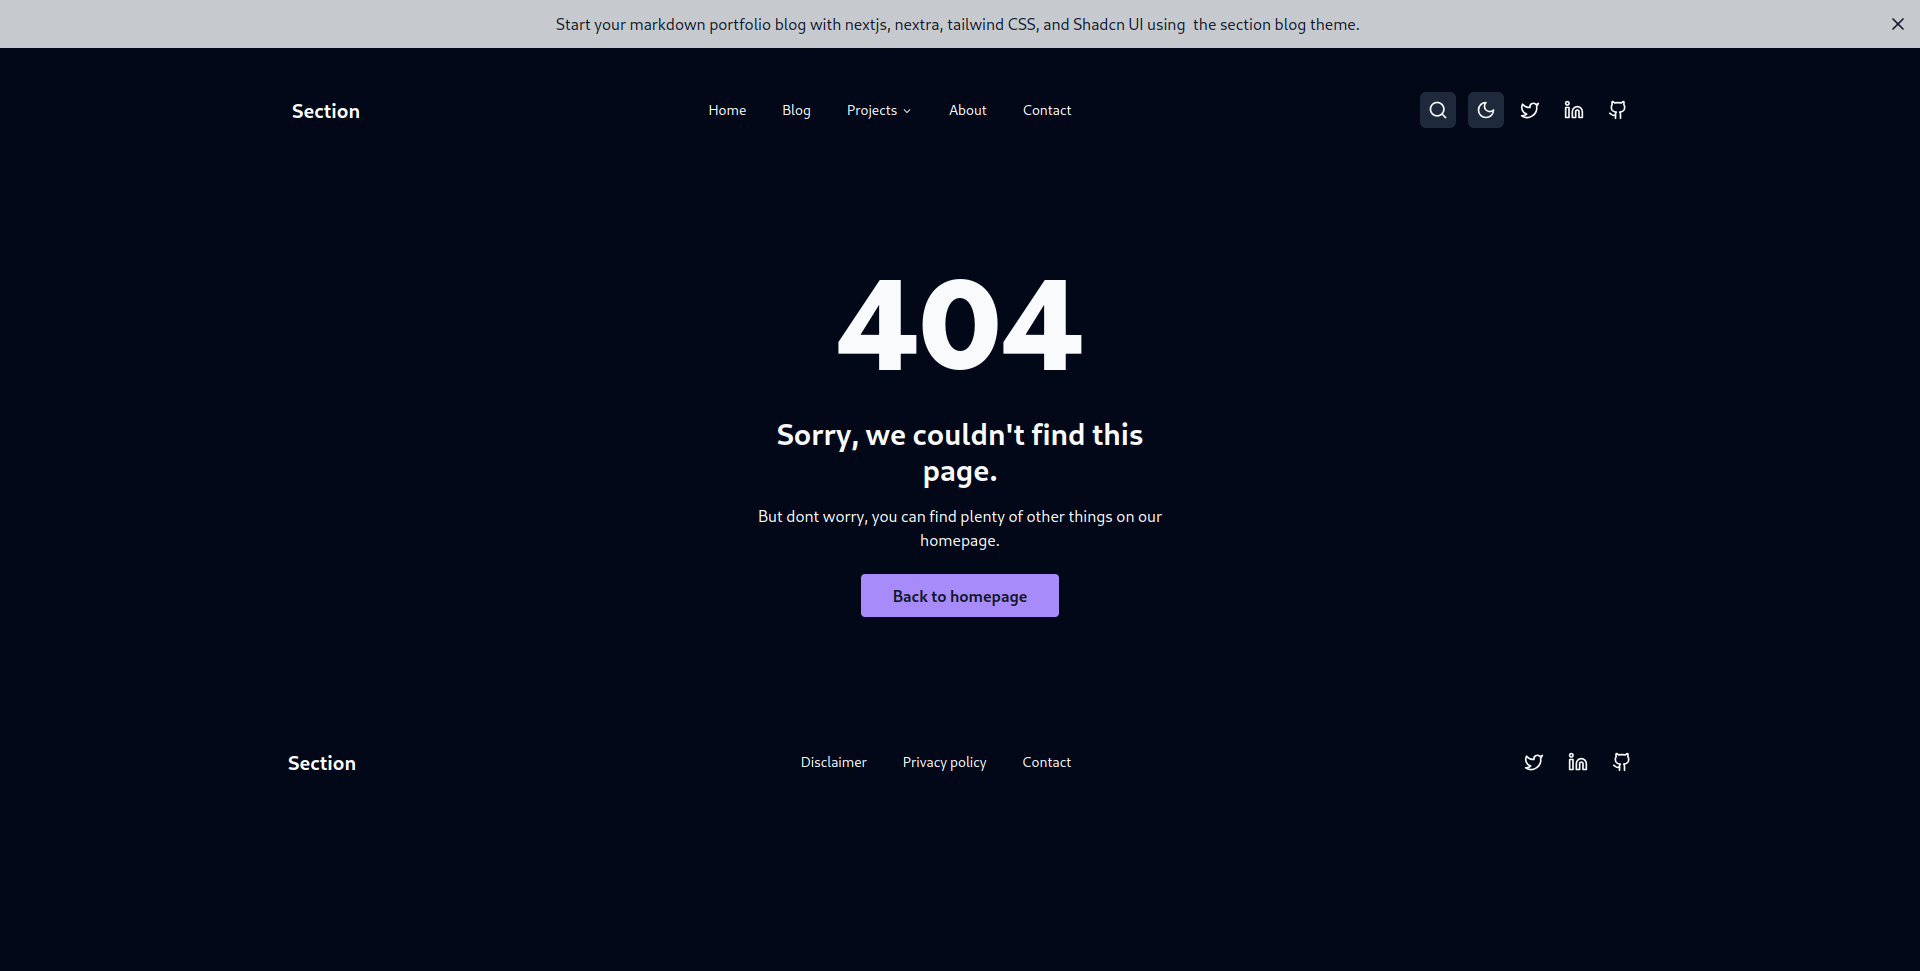 Start your markdown portfolio blog with nextjs, nextra, tailwind CSS, and Shadcn UI using  the section blog theme.
Section
Home
Blog
Projects
About
Contact
404
Sorry, we couldn't find this
page.
But dont worry, you can find plenty of other things on our
homepage.
Back to homepage
Section
Disclaimer
Privacy policy
Contact